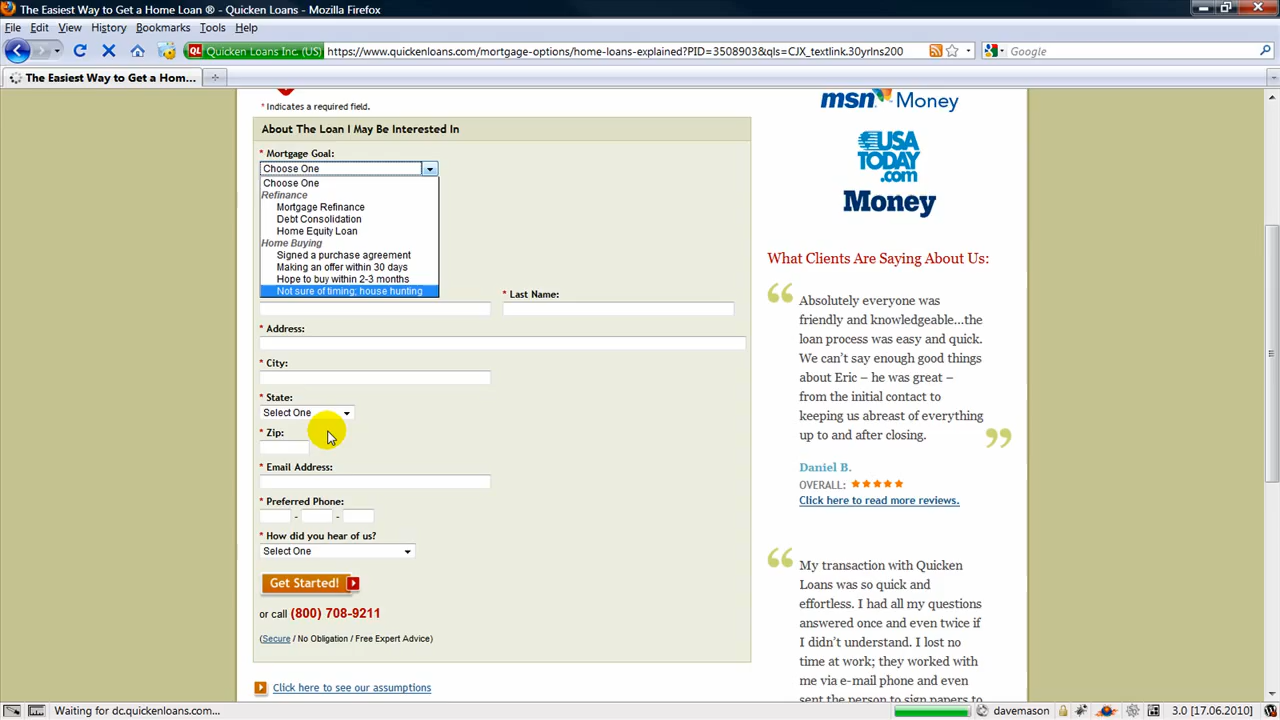 The Easiest Way to Get a Home Loan ® - Quicken Loans - Mozilla Firefox
File Edit View History Bookmarks Tools Help
QL Quicken Loans Inc. (US) https://www.quickenloans.com/mortgage-options/home-loans-explained?PID=3508903&qls=CJX_textlink.30yrlns200 Google
The Easiest Way to Get a Hom...
* Indicates a required field.
About The Loan I May Be Interested In
* Mortgage Goal:
Choose One
Choose One
Refinance
Mortgage Refinance
Debt Consolidation
Home Equity Loan
Home Buying
Signed a purchase agreement
Making an offer within 30 days
Hope to buy within 2-3 months
Not sure of timing; house hunting
* Last Name:
* Address:
* City:
* State:
Select One
* Zip:
* Email Address:
* Preferred Phone:
- -
* How did you hear of us?
Select One
Get Started!
or call (800) 708-9211
(Secure / No Obligation / Free Expert Advice)
Click here to see our assumptions
msn Money
USA
TODAY
.com
Money
What Clients Are Saying About Us:
“ Absolutely everyone was
friendly and knowledgeable...the
loan process was easy and quick.
We can't say enough good things
about Eric – he was great –
from the initial contact to
keeping us abreast of everything
up to and after closing. ”
Daniel B.
OVERALL: ★★★★★
Click here to read more reviews.
“ My transaction with Quicken
Loans was so quick and
effortless. I had all my questions
answered once and even twice if
I didn't understand. I lost no
time at work; they worked with
me via e-mail phone and even
sent the person to sign papers to
Waiting for dc.quickenloans.com... davemason 3.0 [17.06.2010]